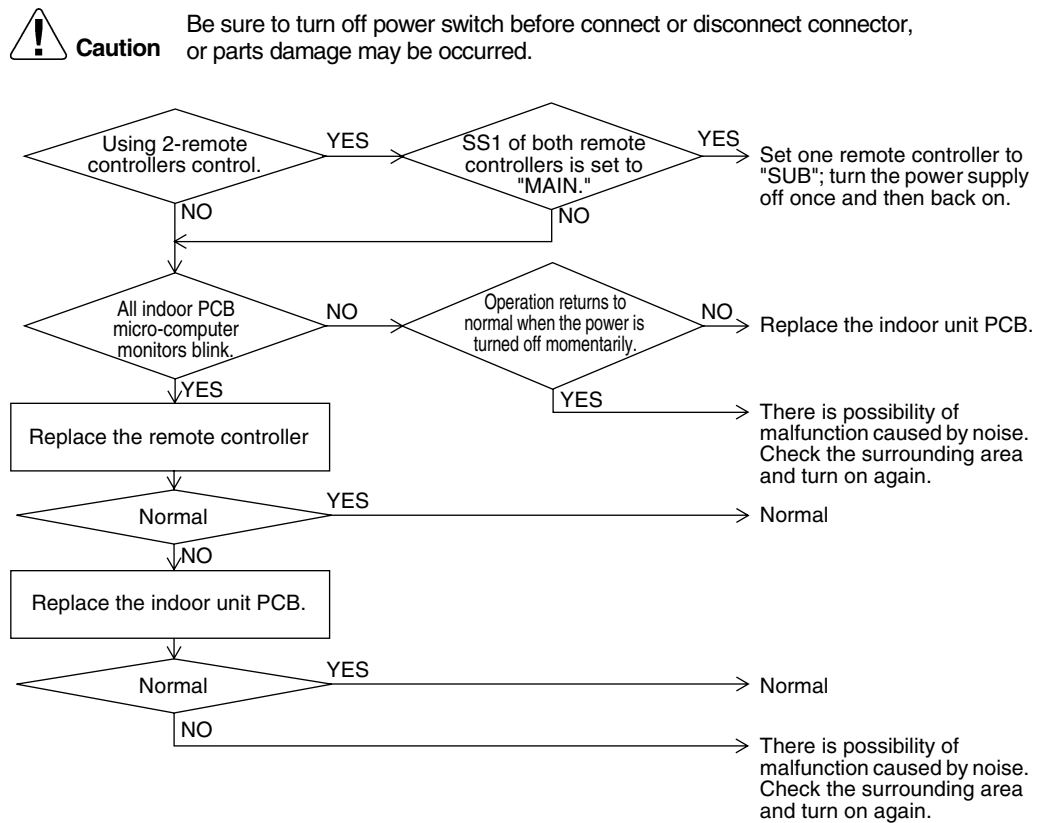 Caution
Be sure to turn off power switch before connect or disconnect connector,
or parts damage may be occurred.
Using 2-remote
controllers control.
YES
SS1 of both remote
controllers is set to
"MAIN."
YES
Set one remote controller to
"SUB"; turn the power supply
off once and then back on.
NO
NO
All indoor PCB
micro-computer
monitors blink.
NO
Operation returns to
normal when the power is
turned off momentarily.
NO
Replace the indoor unit PCB.
YES
YES
There is possibility of
malfunction caused by noise.
Check the surrounding area
and turn on again.
Replace the remote controller
Normal
YES
Normal
NO
Replace the indoor unit PCB.
Normal
YES
Normal
NO
There is possibility of
malfunction caused by noise.
Check the surrounding area
and turn on again.